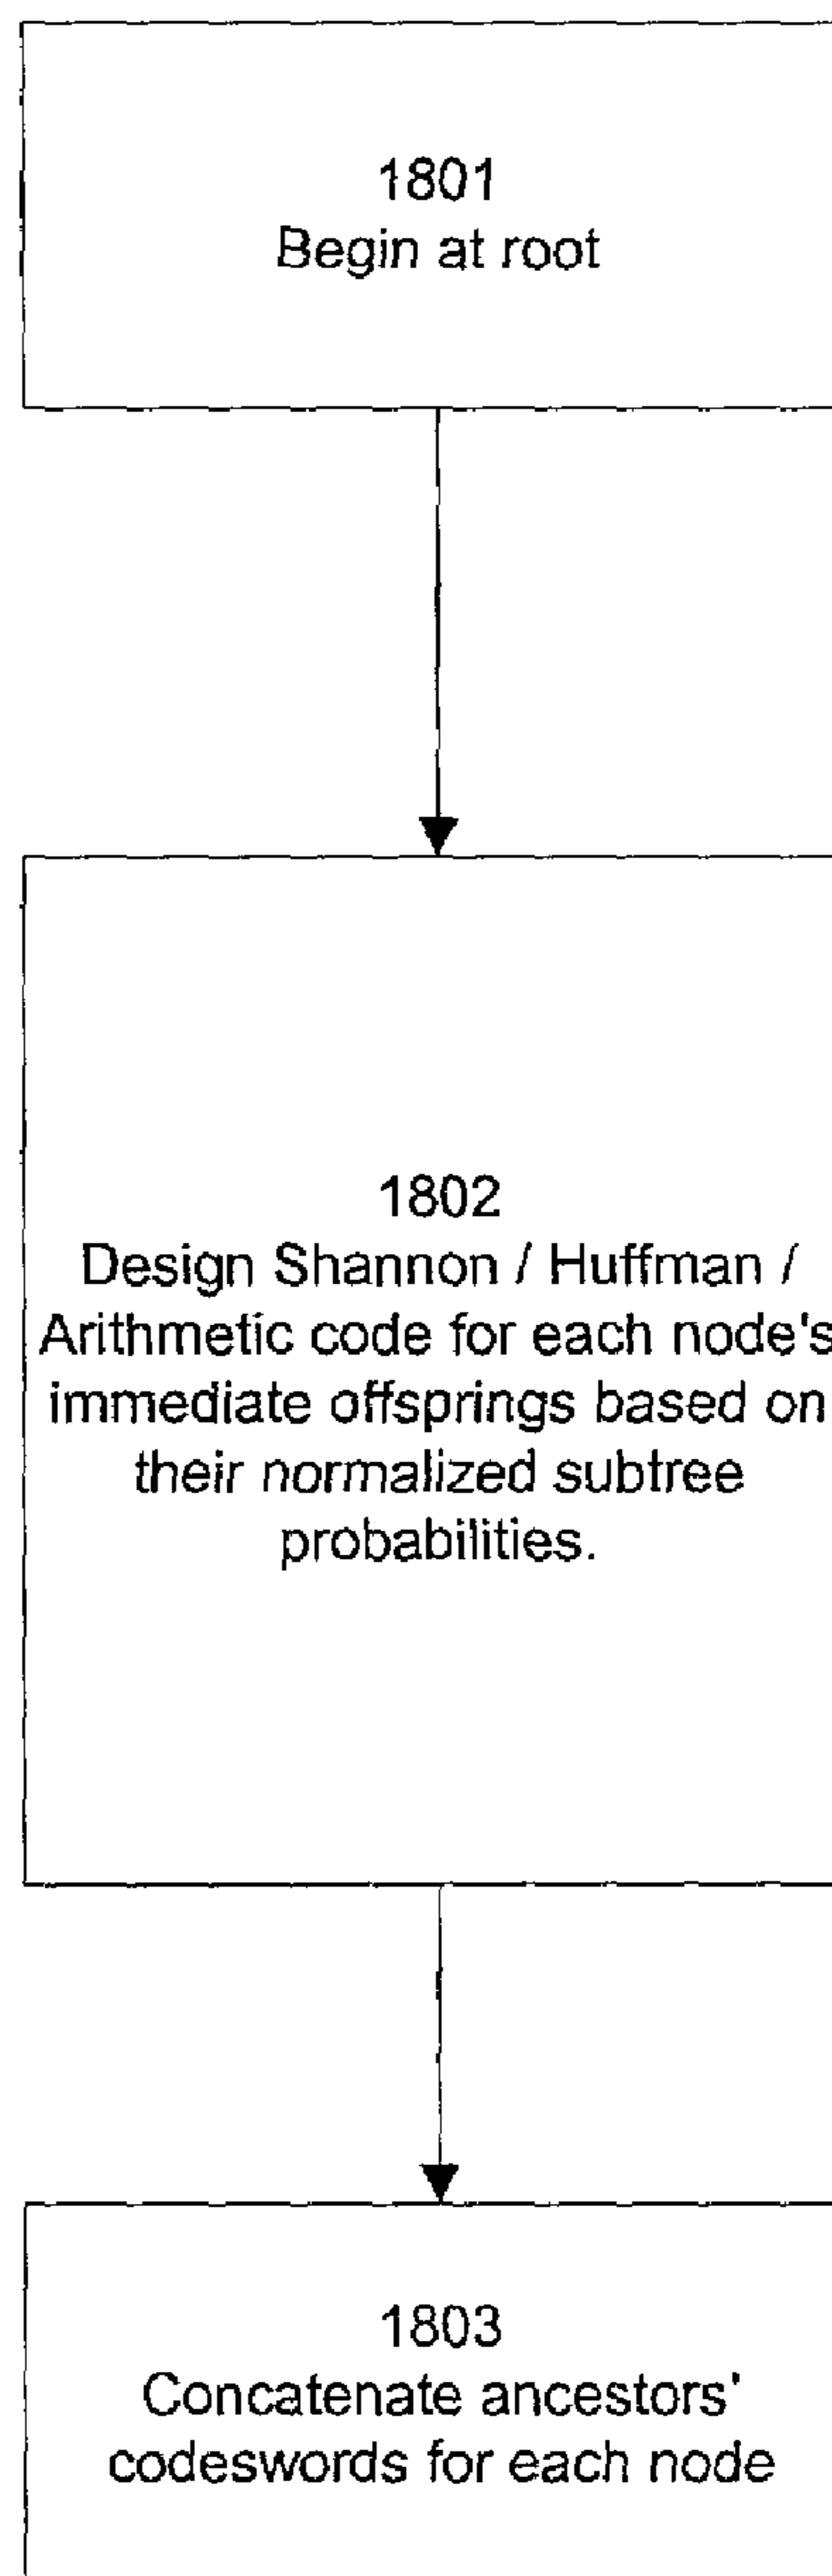 1801
Begin at root
1802
Design Shannon / Huffman /
Arithmetic code for each node's
immediate offsprings based on
their normalized subtree
probabilities.
1803
Concatenate ancestors'
codeswords for each node